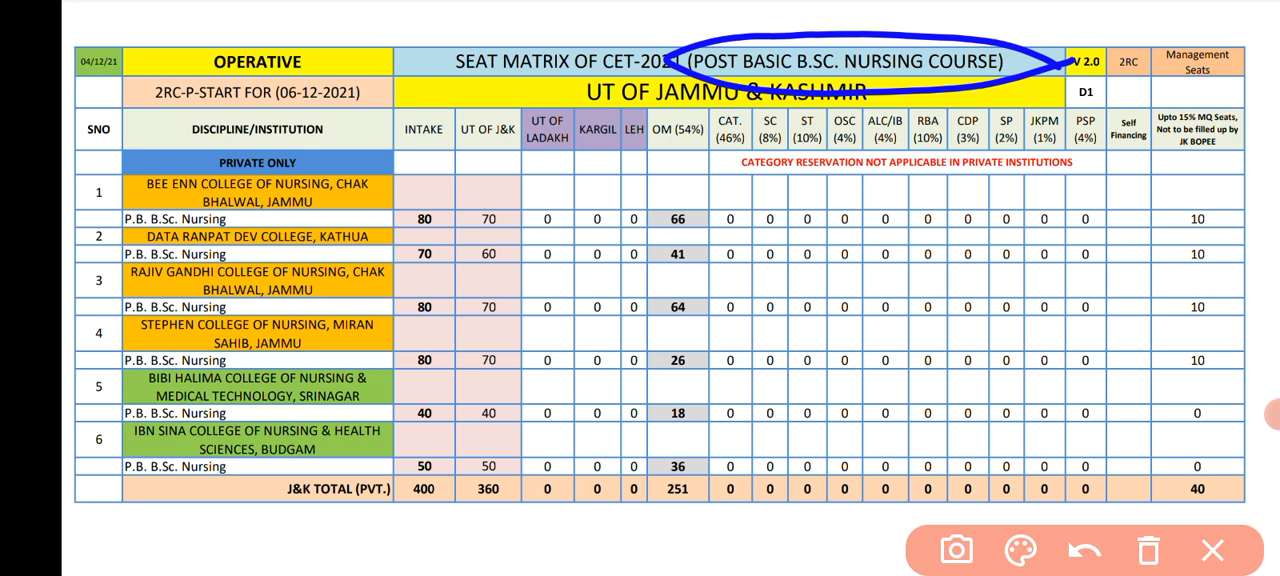 04/12/21 OPERATIVE SEAT MATRIX OF CET-2021 (POST BASIC B.SC. NURSING COURSE) V 2.0 2RC Management Seats
2RC-P-START FOR (06-12-2021) UT OF JAMMU & KASHMIR D1
SNO DISCIPLINE/INSTITUTION INTAKE UT OF J&K UT OF LADAKH KARGIL LEH OM (54%) CAT. (46%) SC (8%) ST (10%) OSC (4%) ALC/IB (4%) RBA (10%) CDP (3%) SP (2%) JKPM (1%) PSP (4%) Self Financing Upto 15% MQ Seats, Not to be filled up by JK BOPEE
PRIVATE ONLY CATEGORY RESERVATION NOT APPLICABLE IN PRIVATE INSTITUTIONS
1 BEE ENN COLLEGE OF NURSING, CHAK
BHALWAL, JAMMU
P.B. B.Sc. Nursing 80 70 0 0 0 66 0 0 0 0 0 0 0 0 0 0 10
2 DATA RANPAT DEV COLLEGE, KATHUA
P.B. B.Sc. Nursing 70 60 0 0 0 41 0 0 0 0 0 0 0 0 0 0 10
3 RAJIV GANDHI COLLEGE OF NURSING, CHAK
BHALWAL, JAMMU
P.B. B.Sc. Nursing 80 70 0 0 0 64 0 0 0 0 0 0 0 0 0 0 10
4 STEPHEN COLLEGE OF NURSING, MIRAN
SAHIB, JAMMU
P.B. B.Sc. Nursing 80 70 0 0 0 26 0 0 0 0 0 0 0 0 0 0 10
5 BIBI HALIMA COLLEGE OF NURSING &
MEDICAL TECHNOLOGY, SRINAGAR
P.B. B.Sc. Nursing 40 40 0 0 0 18 0 0 0 0 0 0 0 0 0 0 0
6 IBN SINA COLLEGE OF NURSING & HEALTH
SCIENCES, BUDGAM
P.B. B.Sc. Nursing 50 50 0 0 0 36 0 0 0 0 0 0 0 0 0 0 0
J&K TOTAL (PVT.) 400 360 0 0 0 251 0 0 0 0 0 0 0 0 0 0 40